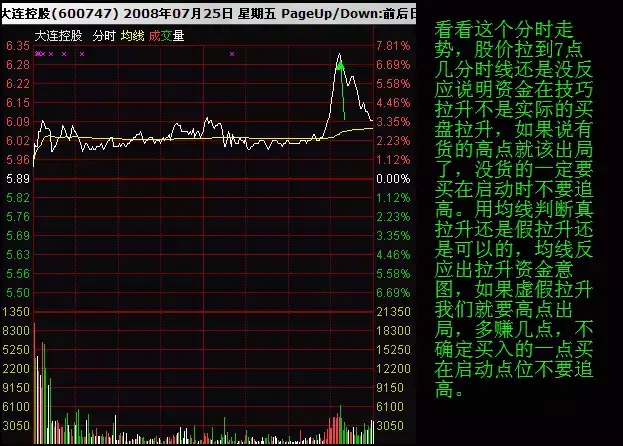 大连控股(600747) 2008年07月25日 星期五 PageUp/Down:前后日
大连控股 分时 均线 成交量
6.35 7.81%
6.28 6.69%
6.22 5.58%
6.15 4.46%
6.09 3.35%
6.02 2.23%
5.96 1.12%
5.89 0.00%
5.82 1.12%
5.76 2.23%
5.69 3.35%
5.63 4.46%
5.56 5.58%
5.50 6.69%
1350 21350
8300 18300
5250 15250
2200 12200
9150 9150
6100 6100
3050 3050
看看这个分时走
势，股价拉到7点
几分时线还是没反
应说明资金在技巧
拉升不是实际的买
盘拉升，如果说有
货的高点就该出局
了，没货的一定要
买在启动时不要追
高。用均线判断真
拉升还是假拉升还
是可以的，均线反
应出拉升资金意
图，如果虚假拉升
我们就要高点出
局，多赚几点，不
确定买入的一点买
在启动点位不要追
高。